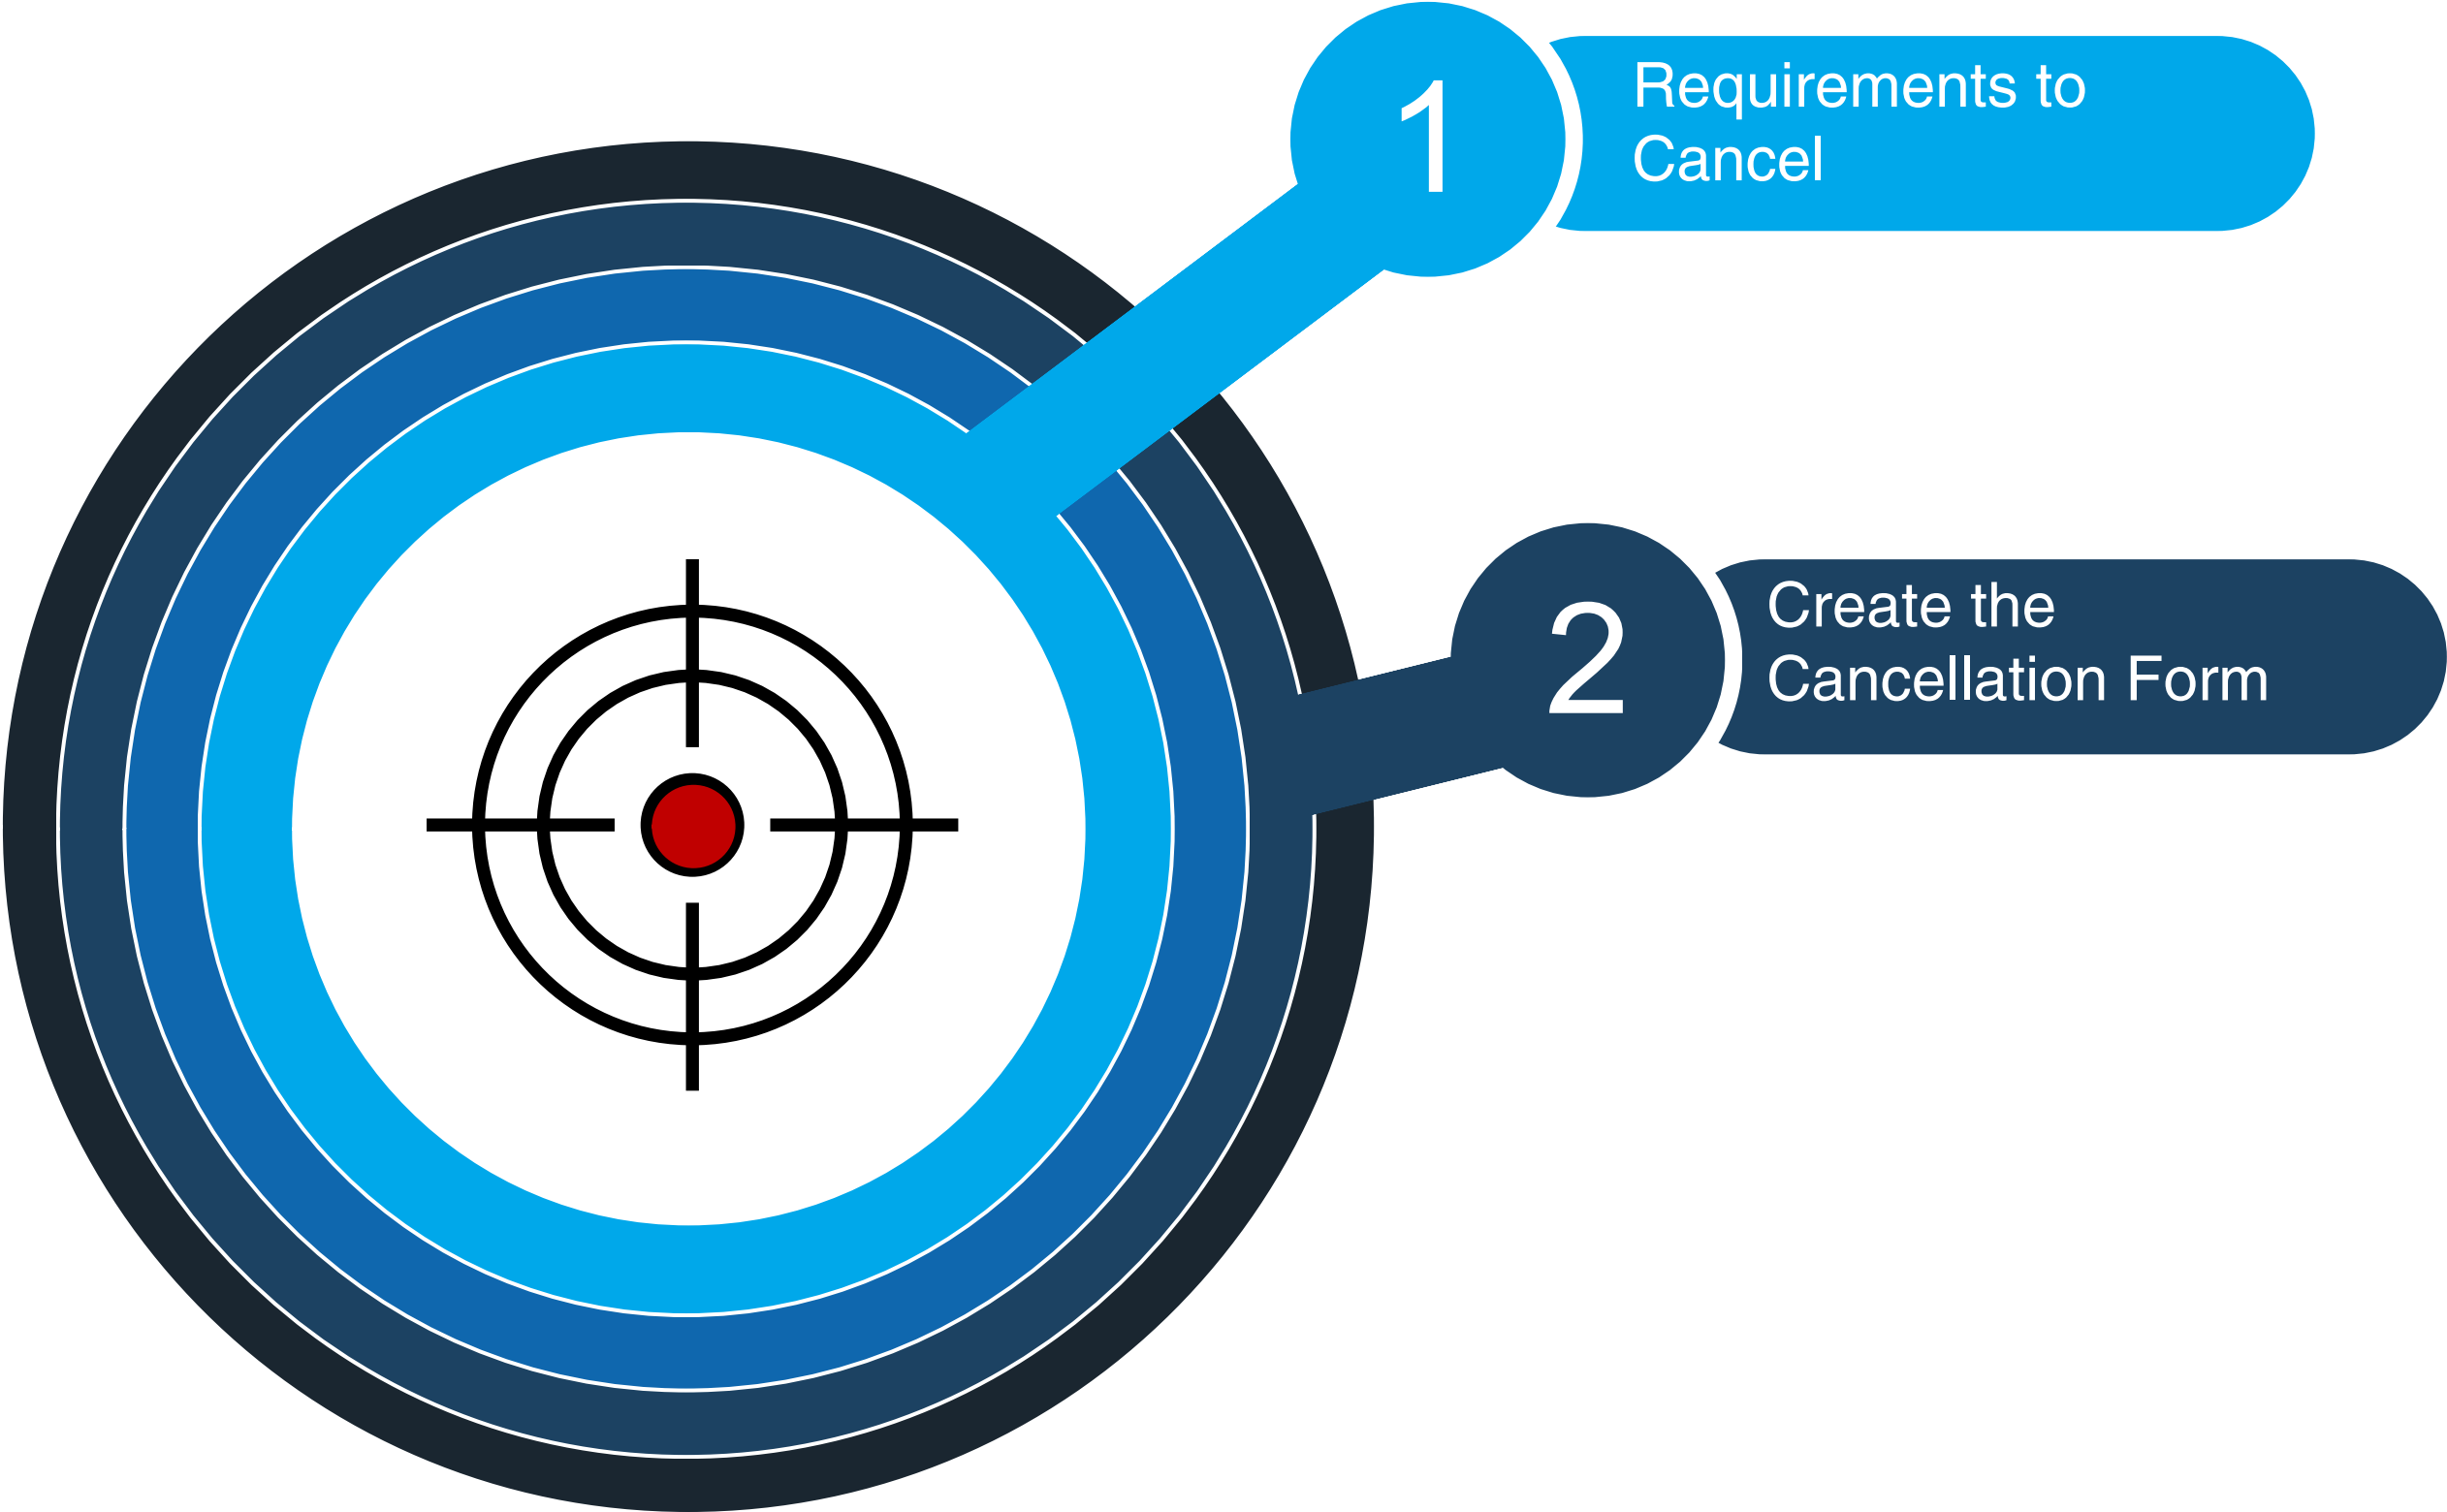 1
Requirements to
Cancel
2
Create the
Cancellation Form